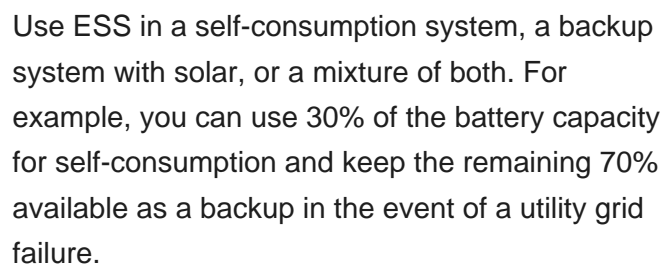 Use ESS in a self-consumption system, a backup
system with solar, or a mixture of both. For
example, you can use 30% of the battery capacity
for self-consumption and keep the remaining 70%
available as a backup in the event of a utility grid
failure.